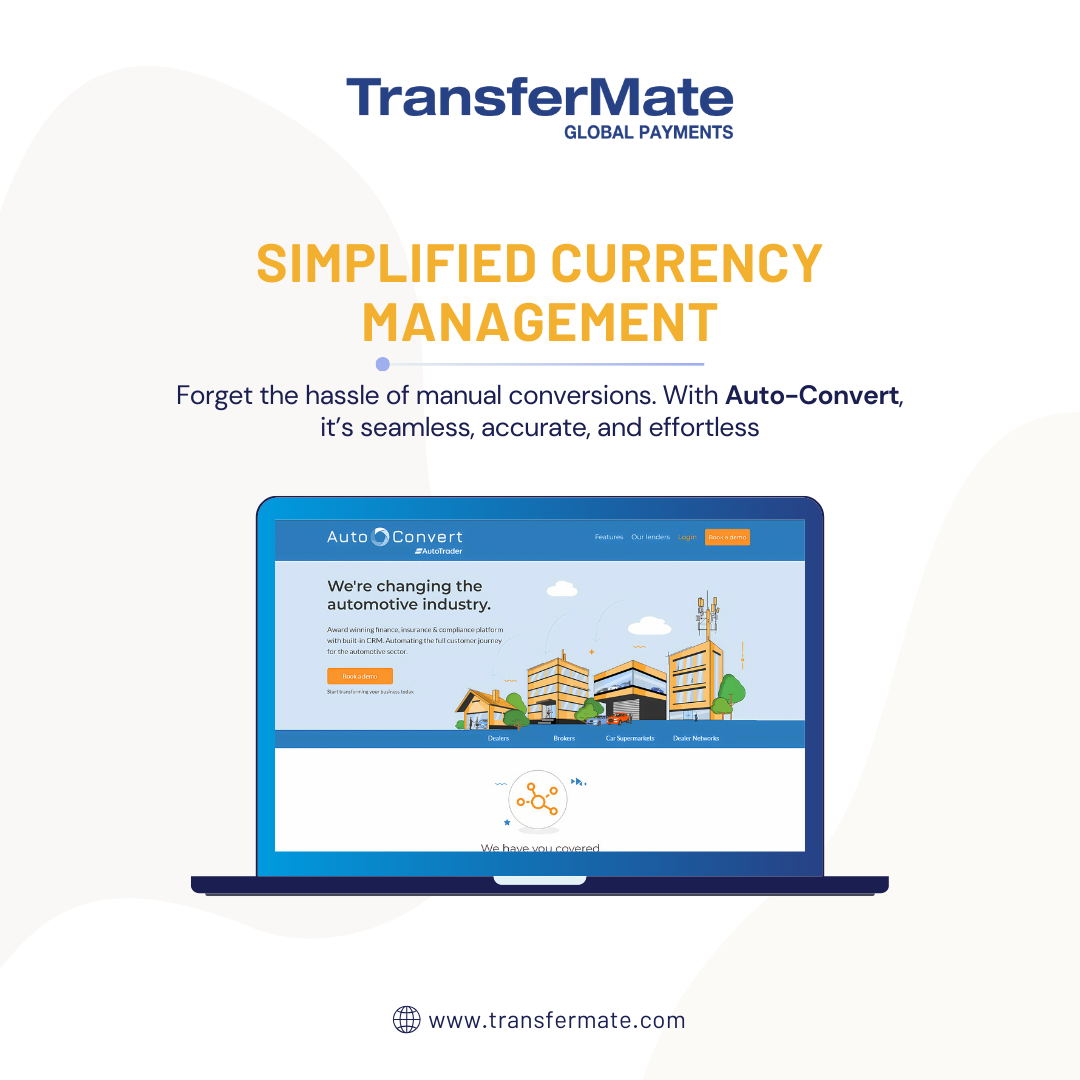 TransferMate
GLOBAL PAYMENTS
SIMPLIFIED CURRENCY
MANAGEMENT
Forget the hassle of manual conversions. With Auto-Convert,
it’s seamless, accurate, and effortless
Auto Convert
AutoTrader
Features Our lenders Login Book a demo
We're changing the
automotive industry.
Award winning finance, insurance & compliance platform
with built-in CRM. Automating the full customer journey
for the automotive sector.
Book a demo
Start transforming your business today.
Dealers Brokers Car Supermarkets Dealer Networks
We have you covered
www.transfermate.com